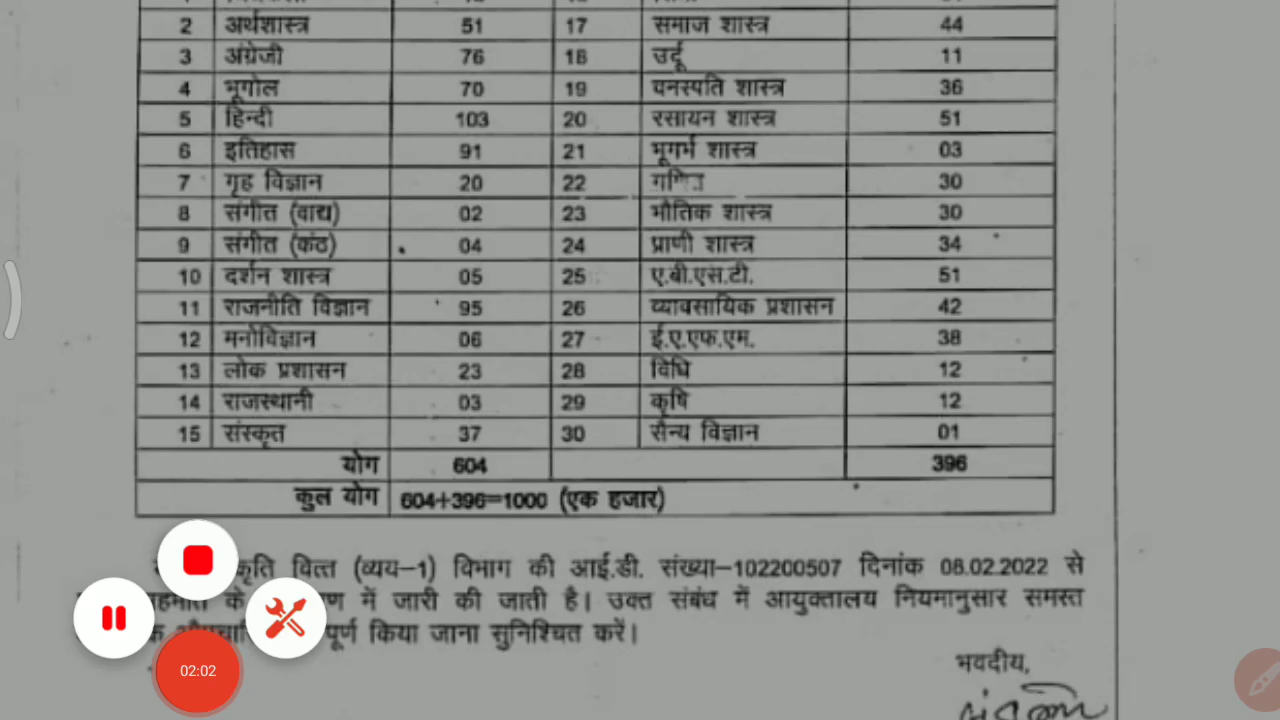 2 अर्थशास्त्र 51 17 समाज शास्त्र 44
3 अंग्रेजी 76 18 उर्दू 11
4 भूगोल 70 19 वनस्पति शास्त्र 36
5 हिन्दी 103 20 रसायन शास्त्र 51
6 इतिहास 91 21 भूगर्भ शास्त्र 03
7 गृह विज्ञान 20 22 गणित 30
8 संगीत (वाद्य) 02 23 भौतिक शास्त्र 30
9 संगीत (कंठ) 04 24 प्राणी शास्त्र 34
10 दर्शन शास्त्र 05 25 ए.बी.एस.टी. 51
11 राजनीति विज्ञान 95 26 व्यावसायिक प्रशासन 42
12 मनोविज्ञान 06 27 ई.ए.एफ.एम. 38
13 लोक प्रशासन 23 28 विधि 12
14 राजस्थानी 03 29 कृषि 12
15 संस्कृत 37 30 सैन्य विज्ञान 01
योग 604 396
कुल योग 604+396=1000 (एक हजार)
वित्त (व्यय-1) विभाग की आई.डी. संख्या-102200507 दिनांक 08.02.2022 से
के में जारी की जाती है। उक्त संबंध में आयुक्तालय नियमानुसार समस्त
पूर्ण किया जाना सुनिश्चित करें।
02:02
भवदीय,